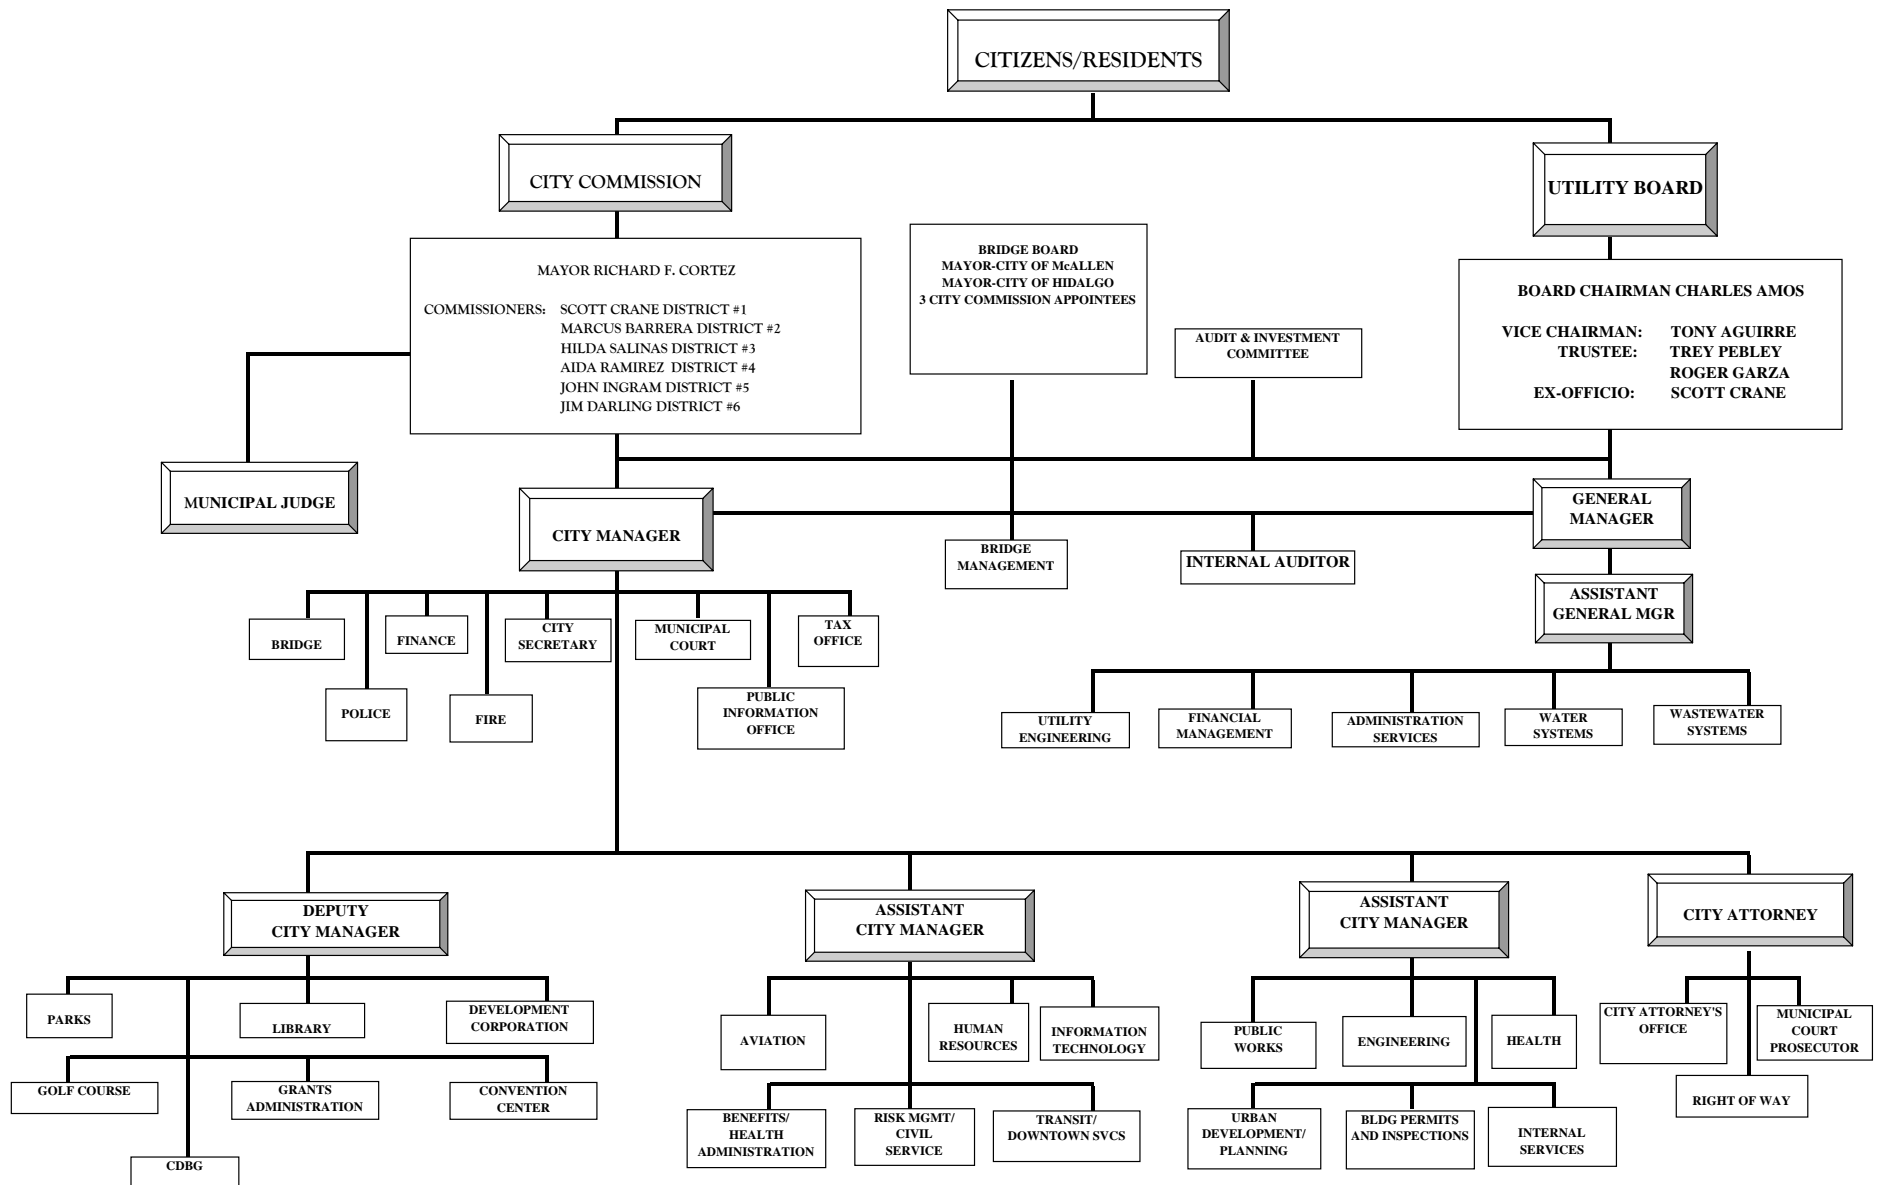 CITIZENS/RESIDENTS
CITY COMMISSION
UTILITY BOARD
MAYOR RICHARD F. CORTEZ
COMMISSIONERS: SCOTT CRANE DISTRICT #1
MARCUS BARRERA DISTRICT #2
HILDA SALINAS DISTRICT #3
AIDA RAMIREZ DISTRICT #4
JOHN INGRAM DISTRICT #5
JIM DARLING DISTRICT #6
BRIDGE BOARD
MAYOR-CITY OF McALLEN
MAYOR-CITY OF HIDALGO
3 CITY COMMISSION APPOINTEES
AUDIT & INVESTMENT
COMMITTEE
BOARD CHAIRMAN CHARLES AMOS
VICE CHAIRMAN: TONY AGUIRRE
TRUSTEE: TREY PEBLEY
ROGER GARZA
EX-OFFICIO: SCOTT CRANE
MUNICIPAL JUDGE
CITY MANAGER
BRIDGE
MANAGEMENT
INTERNAL AUDITOR
GENERAL
MANAGER
ASSISTANT
GENERAL MGR
BRIDGE
FINANCE
CITY
SECRETARY
MUNICIPAL
COURT
TAX
OFFICE
POLICE
FIRE
PUBLIC
INFORMATION
OFFICE
UTILITY
ENGINEERING
FINANCIAL
MANAGEMENT
ADMINISTRATION
SERVICES
WATER
SYSTEMS
WASTEWATER
SYSTEMS
DEPUTY
CITY MANAGER
ASSISTANT
CITY MANAGER
ASSISTANT
CITY MANAGER
CITY ATTORNEY
PARKS
LIBRARY
DEVELOPMENT
CORPORATION
GOLF COURSE
GRANTS
ADMINISTRATION
CONVENTION
CENTER
CDBG
AVIATION
HUMAN
RESOURCES
INFORMATION
TECHNOLOGY
BENEFITS/
HEALTH
ADMINISTRATION
RISK MGMT/
CIVIL
SERVICE
TRANSIT/
DOWNTOWN SVCS
PUBLIC
WORKS
ENGINEERING
HEALTH
URBAN
DEVELOPMENT/
PLANNING
BLDG PERMITS
AND INSPECTIONS
INTERNAL
SERVICES
CITY ATTORNEY'S
OFFICE
MUNICIPAL
COURT
PROSECUTOR
RIGHT OF WAY